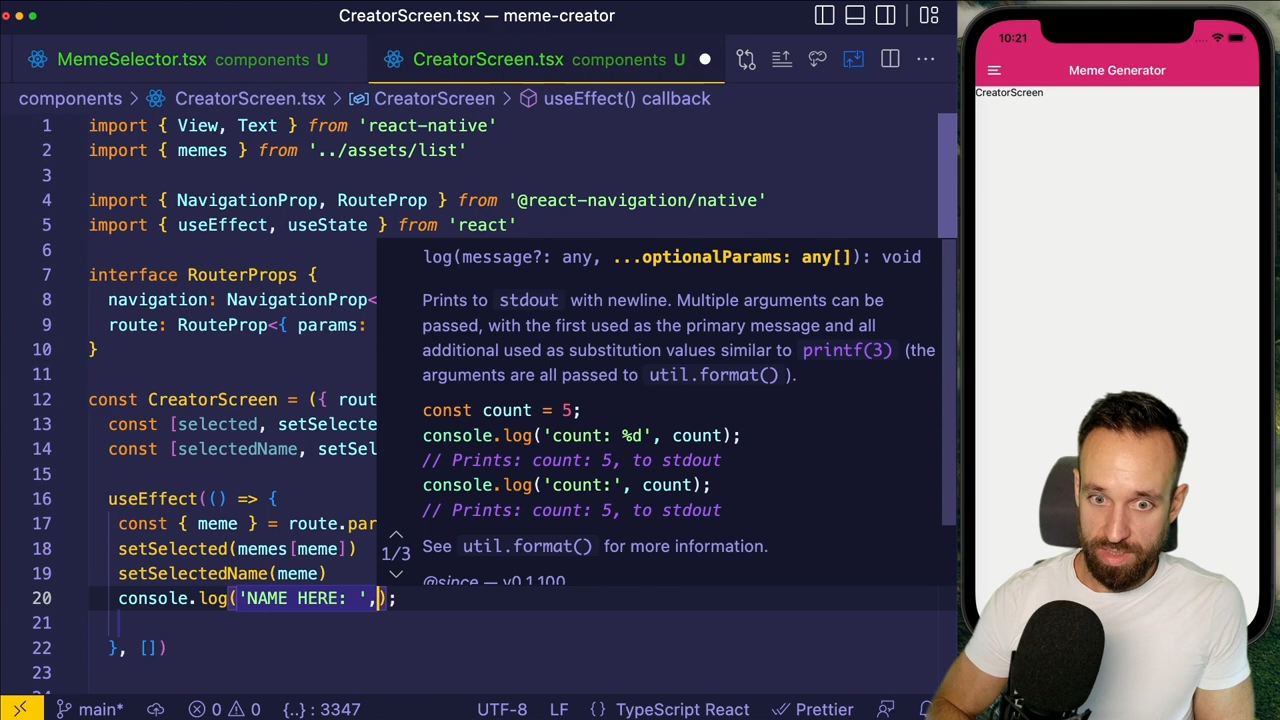 CreatorScreen.tsx — meme-creator
MemeSelector.tsx components U
CreatorScreen.tsx components U
components > CreatorScreen.tsx > CreatorScreen > useEffect() callback
1 import { View, Text } from 'react-native'
2 import { memes } from '../assets/list'
3
4 import { NavigationProp, RouteProp } from '@react-navigation/native'
5 import { useEffect, useState } from 'react'
6
7 interface RouterProps {
8 navigation: NavigationProp<
9 route: RouteProp<{ params:
10 }
11
12 const CreatorScreen = ({ rout
13 const [selected, setSelecte
14 const [selectedName, setSel
15
16 useEffect(() => {
17 const { meme } = route.par
18 setSelected(memes[meme])
19 setSelectedName(meme)
20 console.log('NAME HERE: ',);
21
22 }, [])
23
24
log(message?: any, ...optionalParams: any[]): void
Prints to stdout with newline. Multiple arguments can be
passed, with the first used as the primary message and all
additional used as substitution values similar to printf(3) (the
arguments are all passed to util.format() ).
const count = 5;
console.log('count: %d', count);
// Prints: count: 5, to stdout
console.log('count:', count);
// Prints: count: 5, to stdout
1/3
See util.format() for more information.
@since — v0.1.100
main* 0 0 {..} : 3347 UTF-8 LF {} TypeScript React Prettier
10:21
Meme Generator
CreatorScreen